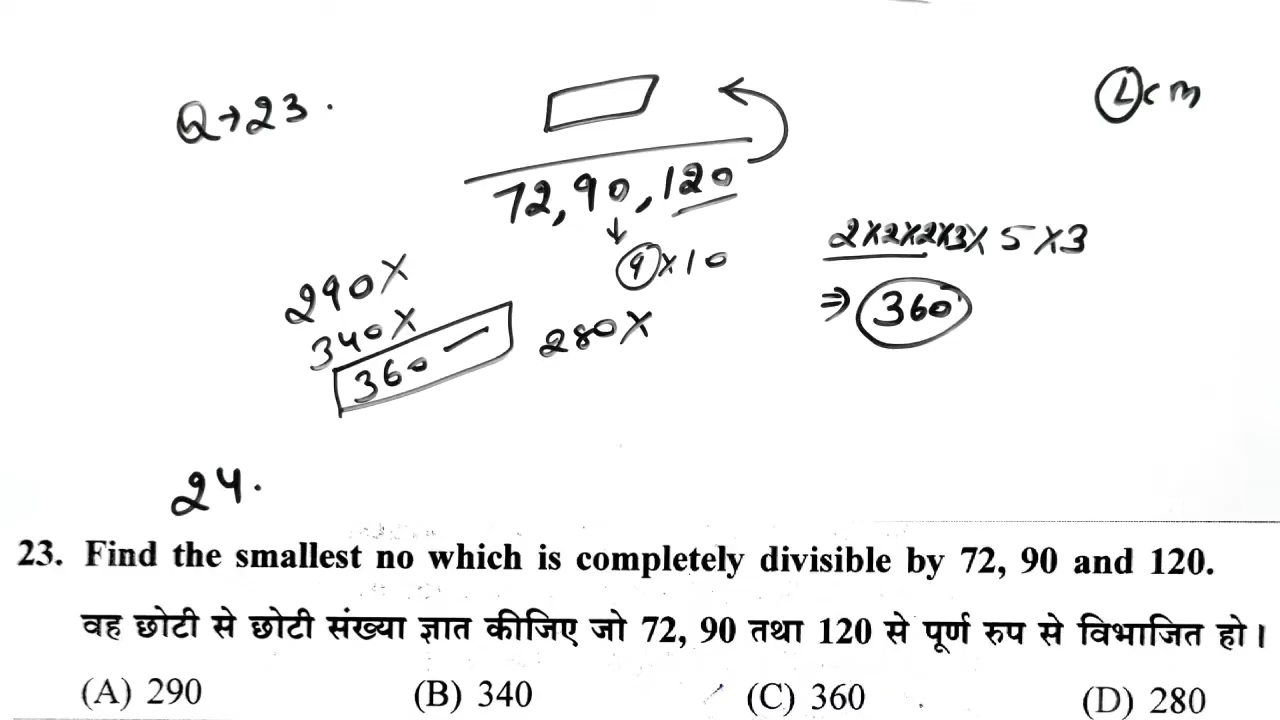 Q→23.
LCM
72, 90, 120
↓
9×10
2×2×2×3×5×3
⇒ 360
290×
340×
360 —
280×
24.
23. Find the smallest no which is completely divisible by 72, 90 and 120.
वह छोटी से छोटी संख्या ज्ञात कीजिए जो 72, 90 तथा 120 से पूर्ण रुप से विभाजित हो।
(A) 290 (B) 340 (C) 360 (D) 280